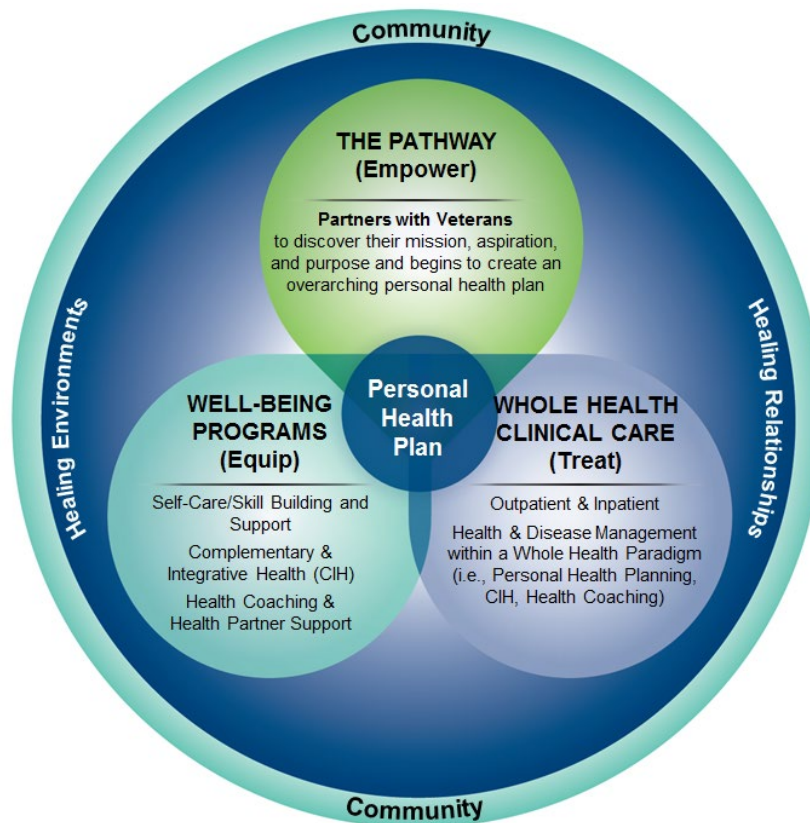 Community
THE PATHWAY
(Empower)
Partners with Veterans
to discover their mission, aspiration,
and purpose and begins to create an
overarching personal health plan
Healing Environments
Healing Relationships
Personal
Health
Plan
WELL-BEING
PROGRAMS
(Equip)
Self-Care/Skill Building and
Support
Complementary &
Integrative Health (CIH)
Health Coaching &
Health Partner Support
WHOLE HEALTH
CLINICAL CARE
(Treat)
Outpatient & Inpatient
Health & Disease Management
within a Whole Health Paradigm
(i.e., Personal Health Planning,
CIH, Health Coaching)
Community